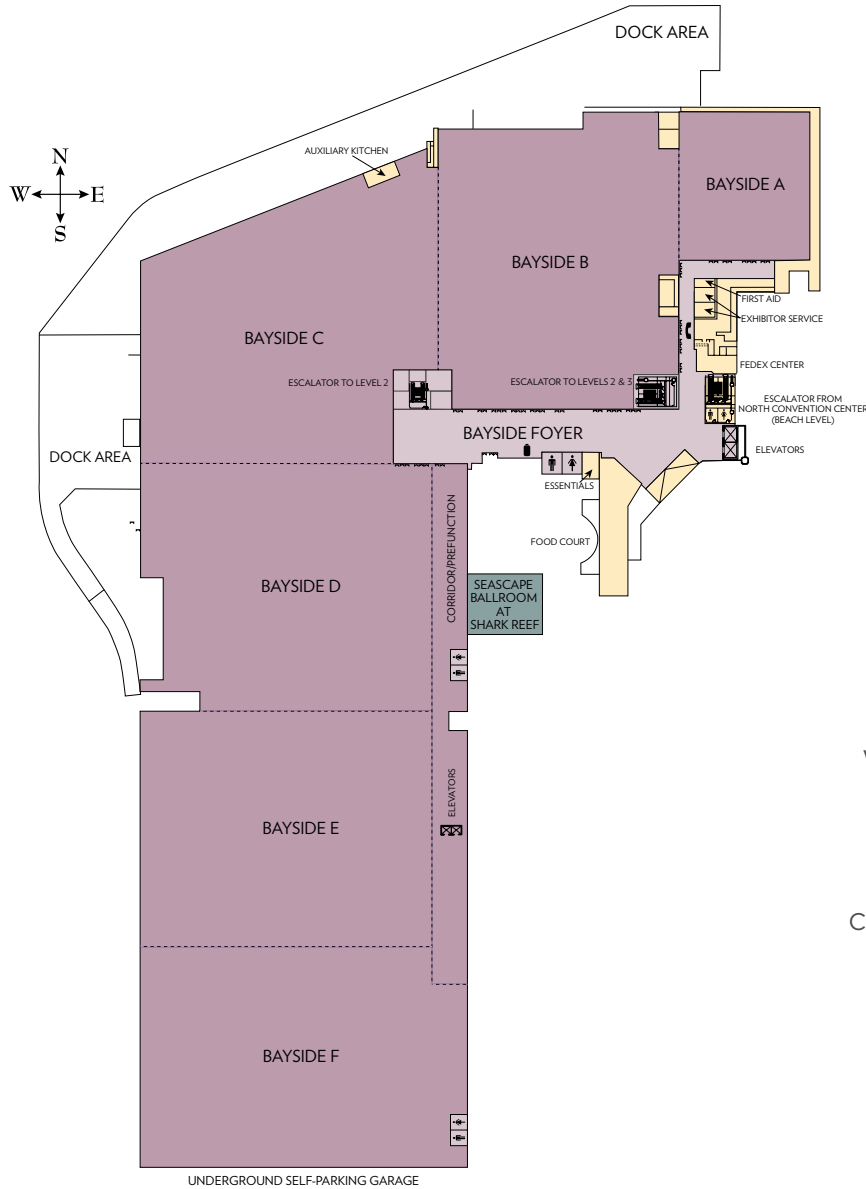 DOCK AREA
N
W E
S
AUXILIARY KITCHEN
BAYSIDE A
BAYSIDE B
FIRST AID
EXHIBITOR SERVICE
BAYSIDE C
FEDEX CENTER
ESCALATOR TO LEVEL 2
ESCALATOR TO LEVELS 2 & 3
ESCALATOR FROM
NORTH CONVENTION CENTER
(BEACH LEVEL)
BAYSIDE FOYER
ELEVATORS
DOCK AREA
ESSENTIALS
FOOD COURT
CORRIDOR/PREFUNCTION
BAYSIDE D
SEASCAPE
BALLROOM
AT
SHARK REEF
ELEVATORS
BAYSIDE E
C
BAYSIDE F
UNDERGROUND SELF-PARKING GARAGE